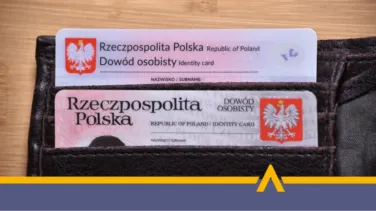 Rzeczpospolita Polska Republic of Poland
Dowód osobisty Identity card
NAZWISKO / SURNAME:
Rzeczpospolita
Polska
DOWÓD
OSOBISTY
REPUBLIC OF POLAND / IDENTITY CARD